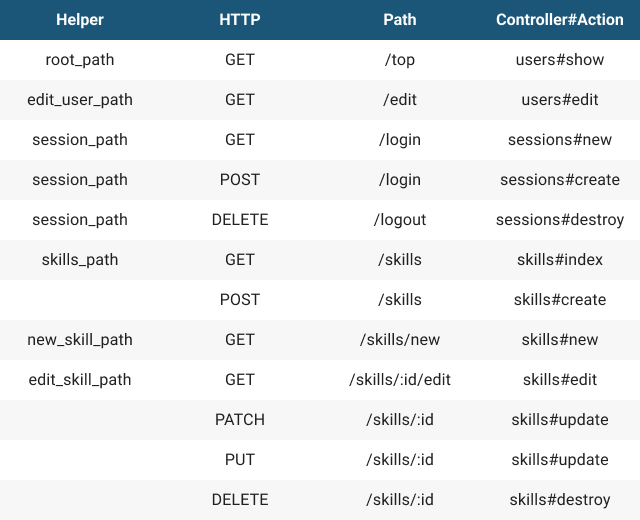 Helper HTTP Path Controller#Action
root_path GET /top users#show
edit_user_path GET /edit users#edit
session_path GET /login sessions#new
session_path POST /login sessions#create
session_path DELETE /logout sessions#destroy
skills_path GET /skills skills#index
POST /skills skills#create
new_skill_path GET /skills/new skills#new
edit_skill_path GET /skills/:id/edit skills#edit
PATCH /skills/:id skills#update
PUT /skills/:id skills#update
DELETE /skills/:id skills#destroy